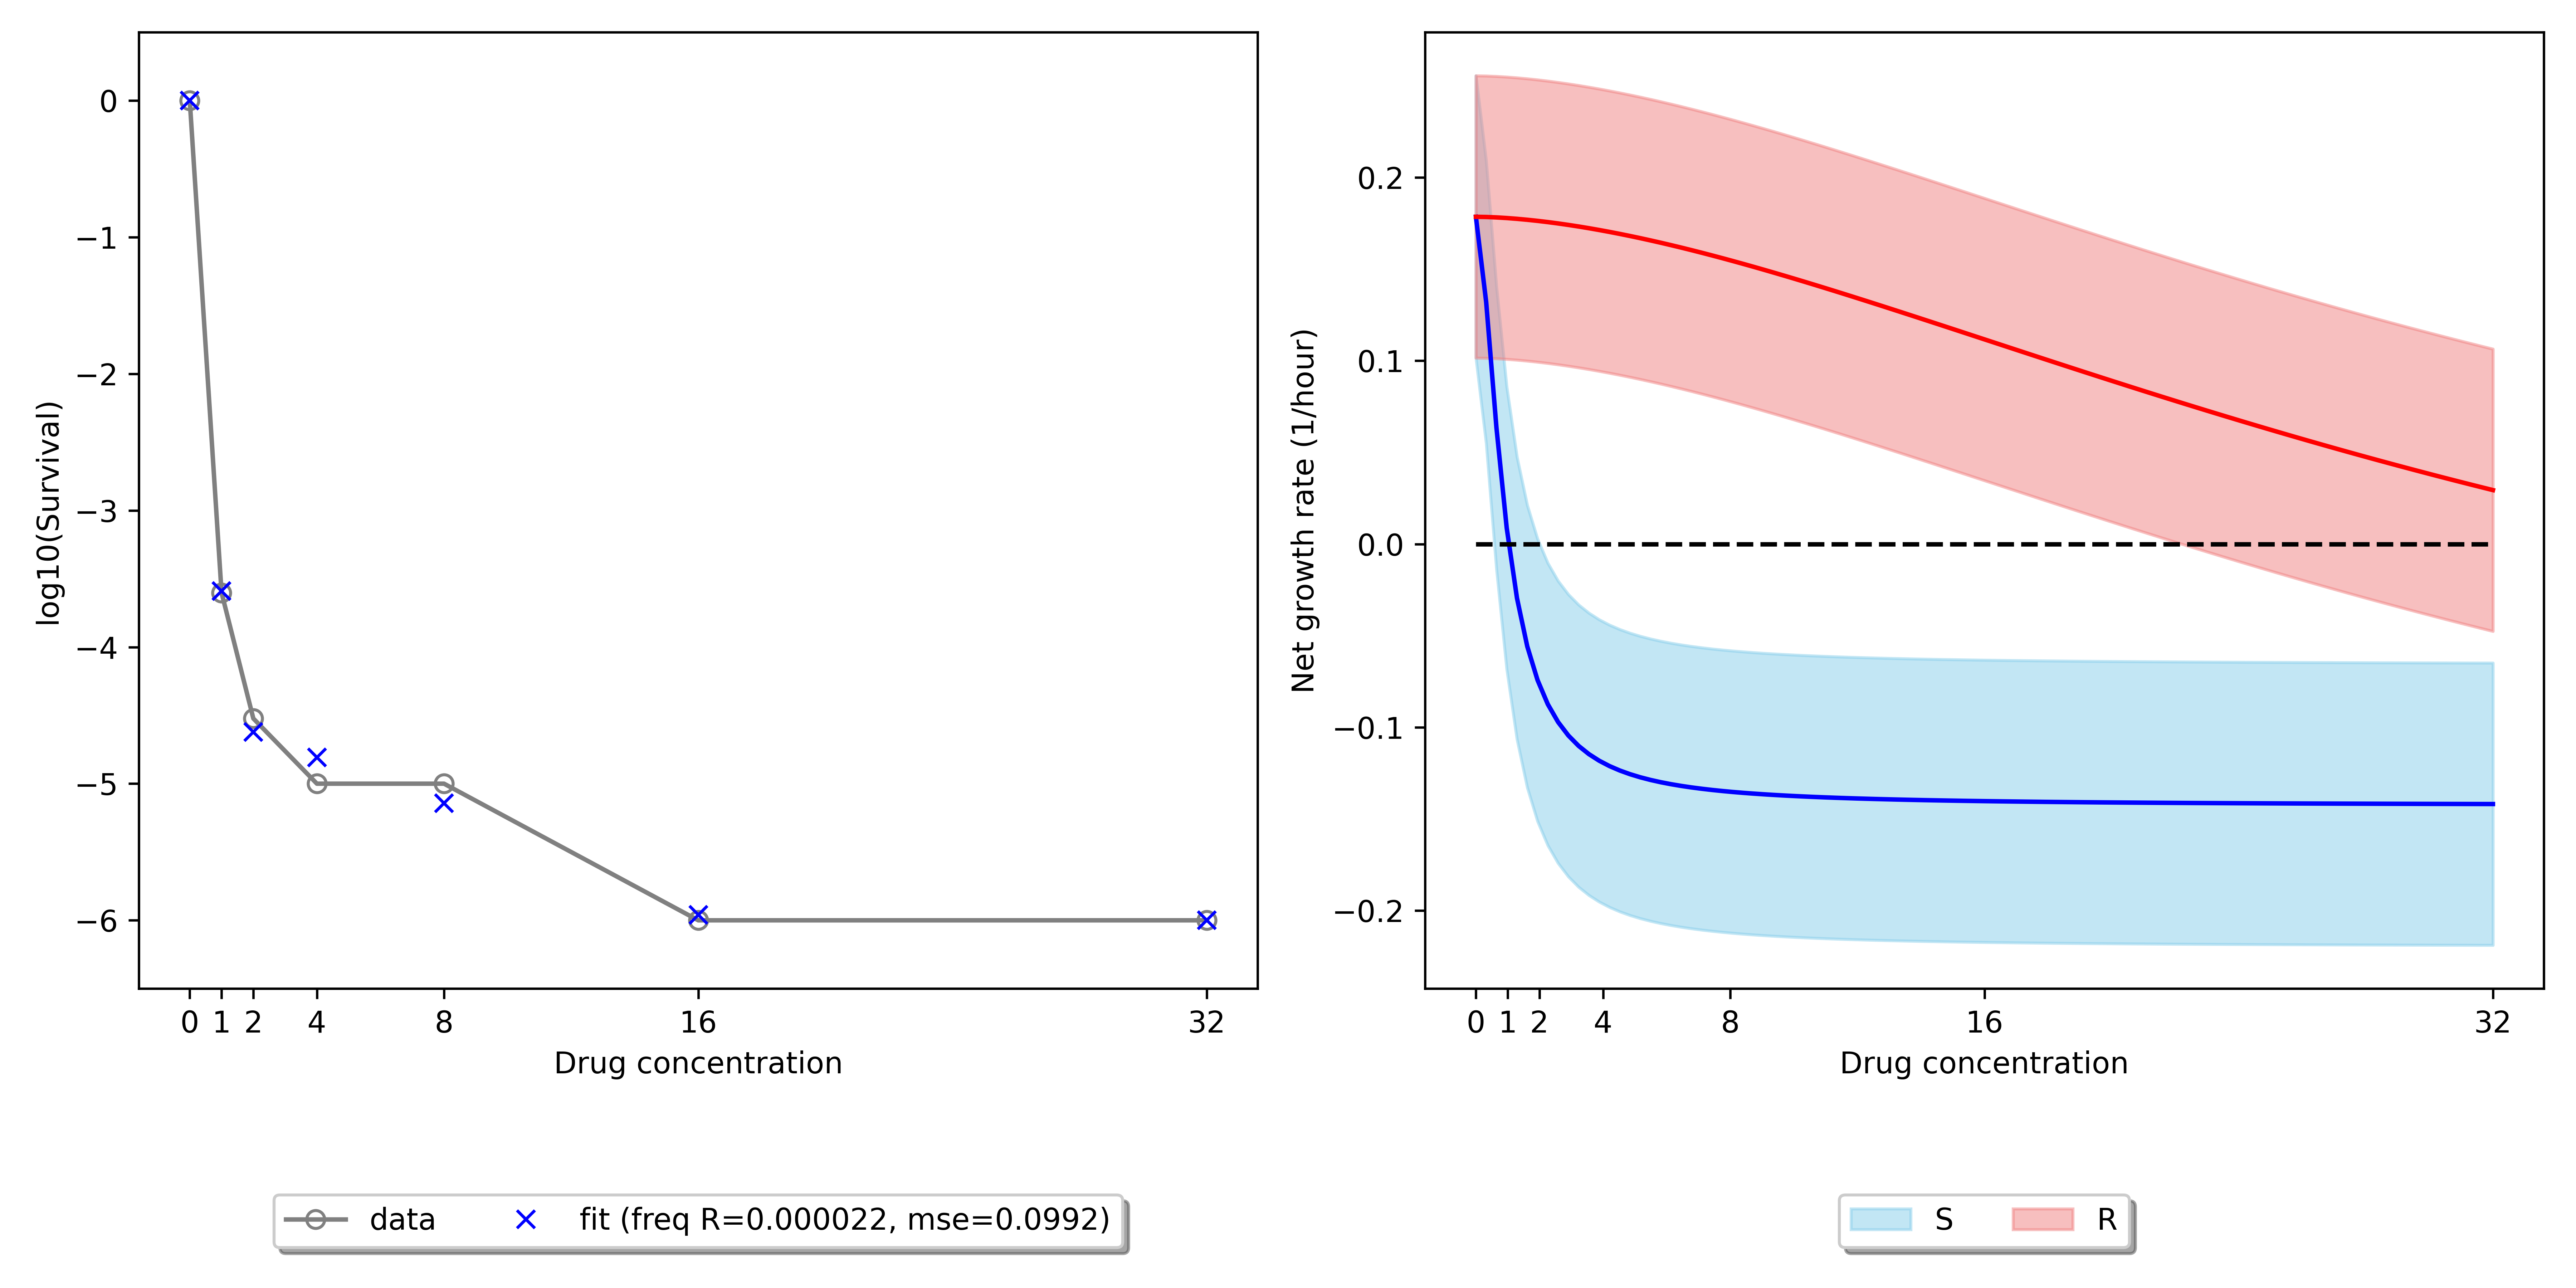 0
−1
−2
−3
−4
−5
−6
log10(Survival)
0 1 2 4 8 16 32
Drug concentration
data fit (freq R=0.000022, mse=0.0992)
0.2
0.1
0.0
−0.1
−0.2
Net growth rate (1/hour)
0 1 2 4 8 16 32
Drug concentration
S R